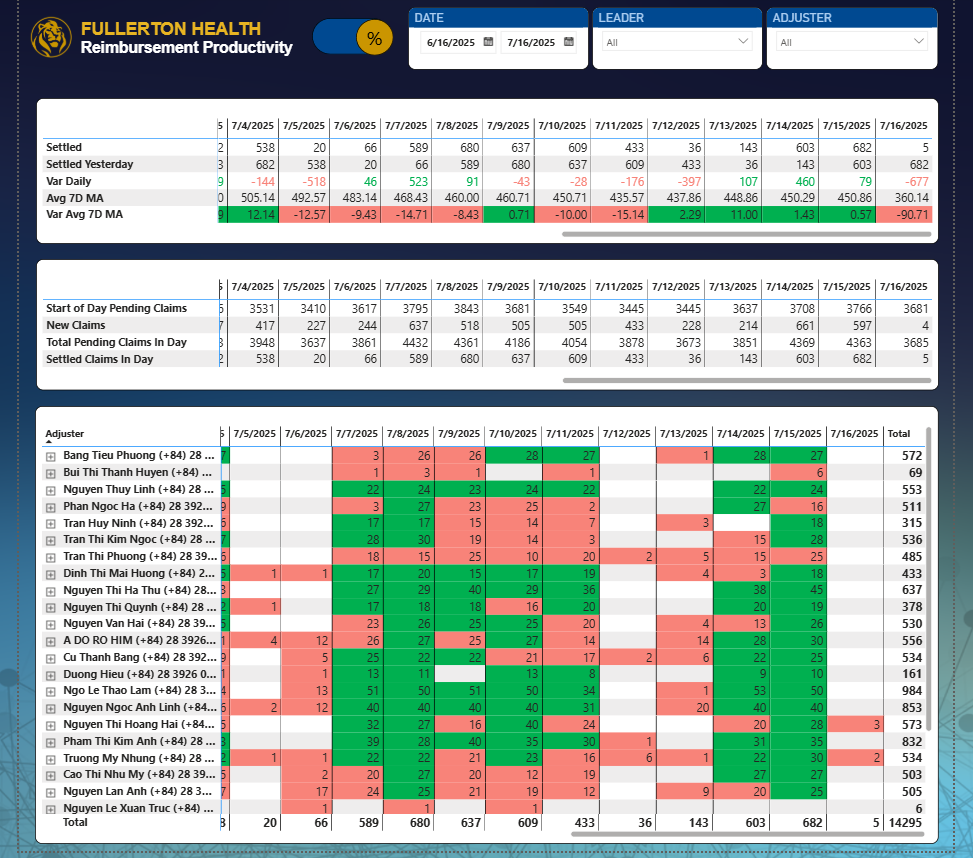 FULLERTON HEALTH
Reimbursement Productivity
%
DATE
6/16/2025 7/16/2025
LEADER
All
ADJUSTER
All
5 7/4/2025 7/5/2025 7/6/2025 7/7/2025 7/8/2025 7/9/2025 7/10/2025 7/11/2025 7/12/2025 7/13/2025 7/14/2025 7/15/2025 7/16/2025
Settled 2 538 20 66 589 680 637 609 433 36 143 603 682 5
Settled Yesterday 3 682 538 20 66 589 680 637 609 433 36 143 603 682
Var Daily 9 -144 -518 46 523 91 -43 -28 -176 -397 107 460 79 -677
Avg 7D MA 0 505.14 492.57 483.14 468.43 460.00 460.71 450.71 435.57 437.86 448.86 450.29 450.86 360.14
Var Avg 7D MA 9 12.14 -12.57 -9.43 -14.71 -8.43 0.71 -10.00 -15.14 2.29 11.00 1.43 0.57 -90.71
5 7/4/2025 7/5/2025 7/6/2025 7/7/2025 7/8/2025 7/9/2025 7/10/2025 7/11/2025 7/12/2025 7/13/2025 7/14/2025 7/15/2025 7/16/2025
Start of Day Pending Claims 3531 3410 3617 3795 3843 3681 3549 3445 3445 3637 3708 3766 3681
New Claims 7 417 227 244 637 518 505 505 433 228 214 661 597 4
Total Pending Claims In Day 3 3948 3637 3861 4432 4361 4186 4054 3878 3673 3851 4369 4363 3685
Settled Claims In Day 2 538 20 66 589 680 637 609 433 36 143 603 682 5
Adjuster 5 7/5/2025 7/6/2025 7/7/2025 7/8/2025 7/9/2025 7/10/2025 7/11/2025 7/12/2025 7/13/2025 7/14/2025 7/15/2025 7/16/2025 Total
Bang Tieu Phuong (+84) 28 ... 7 3 26 26 28 27 1 28 27 572
Bui Thi Thanh Huyen (+84) ... 1 3 1 1 6 69
Nguyen Thuy Linh (+84) 28 ... 5 22 24 23 24 22 22 24 553
Phan Ngoc Ha (+84) 28 392... 9 3 27 23 25 2 27 16 511
Tran Huy Ninh (+84) 28 392... 5 17 17 15 14 7 3 18 315
Tran Thi Kim Ngoc (+84) 28 ... 7 28 30 19 14 3 15 28 536
Tran Thi Phuong (+84) 28 39... 5 18 15 25 10 20 2 5 15 25 485
Dinh Thi Mai Huong (+84) 2... 5 1 1 17 20 15 17 19 4 3 18 433
Nguyen Thi Ha Thu (+84) 28... 3 27 29 40 29 36 38 45 637
Nguyen Thi Quynh (+84) 28 ... 2 1 17 18 18 16 20 20 19 378
Nguyen Van Hai (+84) 28 39... 5 23 26 25 25 20 4 13 26 530
A DO RO HIM (+84) 28 3926... 1 4 12 26 27 25 27 14 14 28 30 556
Cu Thanh Bang (+84) 28 392... 9 5 25 22 22 21 17 2 6 22 25 534
Duong Hieu (+84) 28 3926 0... 1 1 13 11 13 8 9 10 161
Ngo Le Thao Lam (+84) 28 3... 4 13 51 50 51 50 34 1 53 50 984
Nguyen Ngoc Anh Linh (+84... 5 2 12 40 40 40 40 31 20 40 40 853
Nguyen Thi Hoang Hai (+84... 5 32 27 16 40 24 20 28 3 573
Pham Thi Kim Anh (+84) 28 ... 3 39 28 40 35 30 1 31 35 832
Truong My Nhung (+84) 28 ... 2 1 1 22 22 21 23 16 6 1 22 30 2 534
Cao Thi Nhu My (+84) 28 39... 5 2 20 27 20 12 19 27 27 503
Nguyen Lan Anh (+84) 28 3... 7 17 24 25 21 19 12 9 20 25 505
Nguyen Le Xuan Truc (+84) ... 1 1 1 6
Total 3 20 66 589 680 637 609 433 36 143 603 682 5 14295